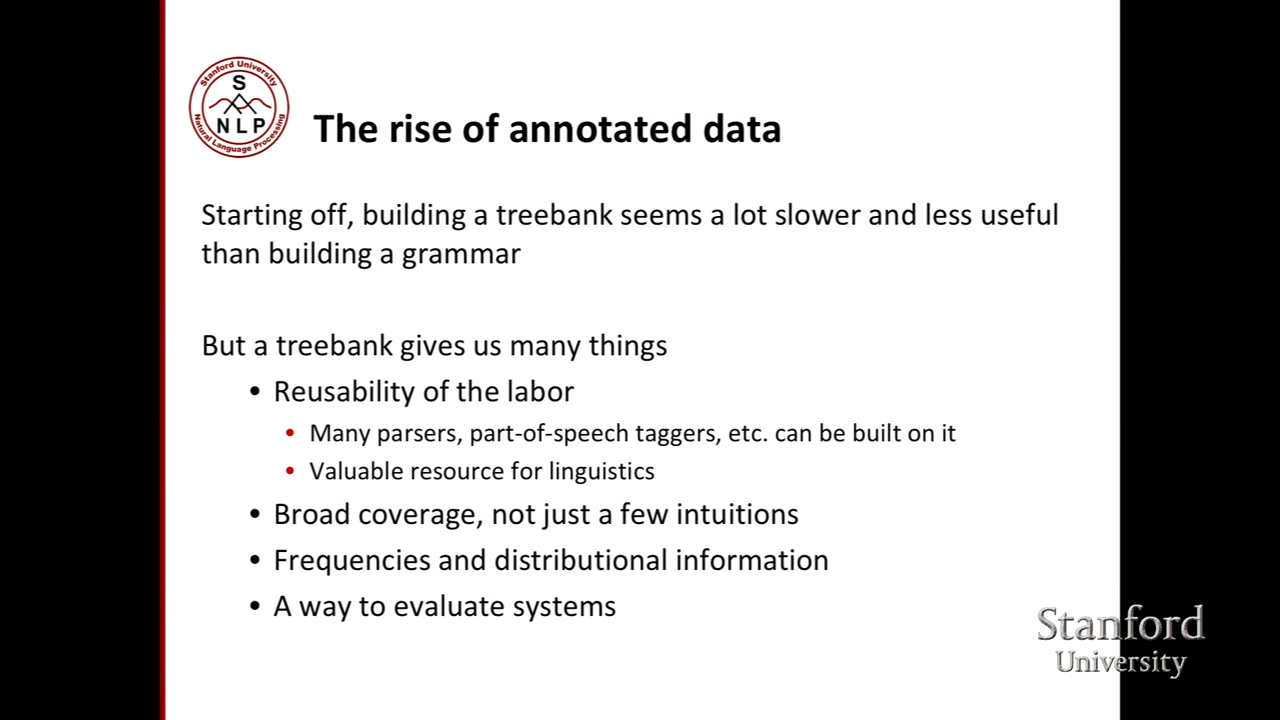 Stanford University
S
NLP
Natural Language Processing
The rise of annotated data
Starting off, building a treebank seems a lot slower and less useful
than building a grammar
But a treebank gives us many things
• Reusability of the labor
• Many parsers, part-of-speech taggers, etc. can be built on it
• Valuable resource for linguistics
• Broad coverage, not just a few intuitions
• Frequencies and distributional information
• A way to evaluate systems
Stanford
University